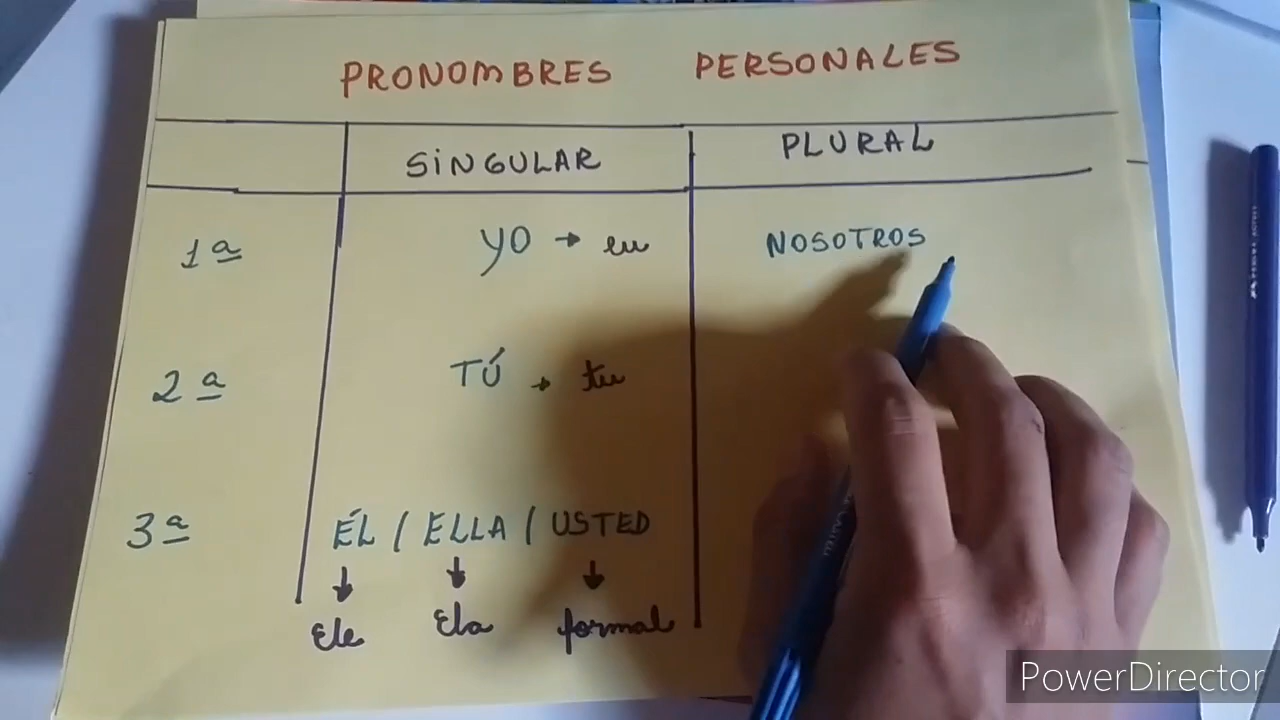 PRONOMBRES PERSONALES
SINGULAR PLURAL
1ª YO → eu NOSOTROS
2ª TÚ → tu
3ª ÉL / ELLA / USTED
↓ ↓ ↓
Ele Ela formal
PowerDirector